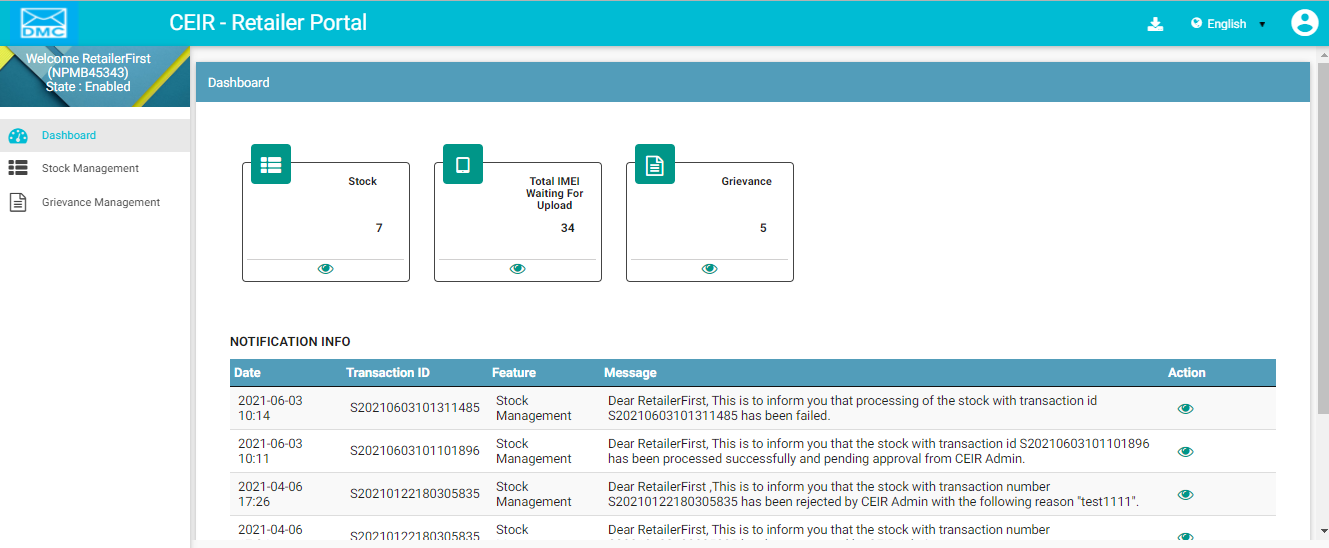 DMC
CEIR - Retailer Portal
English
Welcome RetailerFirst
(NPMB45343)
State : Enabled
Dashboard
Stock Management
Grievance Management
Dashboard
Stock
7
Total IMEI
Waiting For
Upload
34
Grievance
5
NOTIFICATION INFO
Date Transaction ID Feature Message Action
2021-06-03
10:14
S20210603101311485
Stock
Management
Dear RetailerFirst, This is to inform you that processing of the stock with transaction id
S20210603101311485 has been failed.
2021-06-03
10:11
S20210603101101896
Stock
Management
Dear RetailerFirst, This is to inform you that the stock with transaction id S20210603101101896
has been processed successfully and pending approval from CEIR Admin.
2021-04-06
17:26
S20210122180305835
Stock
Management
Dear RetailerFirst ,This is to inform you that the stock with transaction number
S20210122180305835 has been rejected by CEIR Admin with the following reason "test1111".
2021-04-06
S20210122180305835
Stock
Dear RetailerFirst, This is to inform you that the stock with transaction number